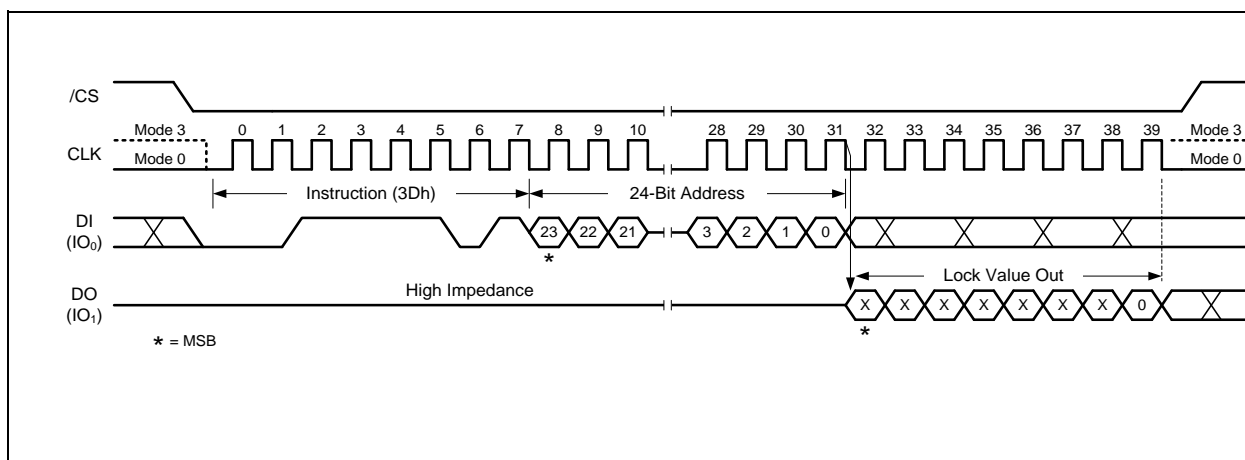 /CS
Mode 3 0 1 2 3 4 5 6 7 8 9 10 28 29 30 31 32 33 34 35 36 37 38 39 Mode 3
CLK
Mode 0 Mode 0
Instruction (3Dh) 24-Bit Address
DI
(IO₀)
23 22 21 3 2 1 0
*
Lock Value Out
High Impedance
DO
(IO₁)
X X X X X X X 0
*
* = MSB